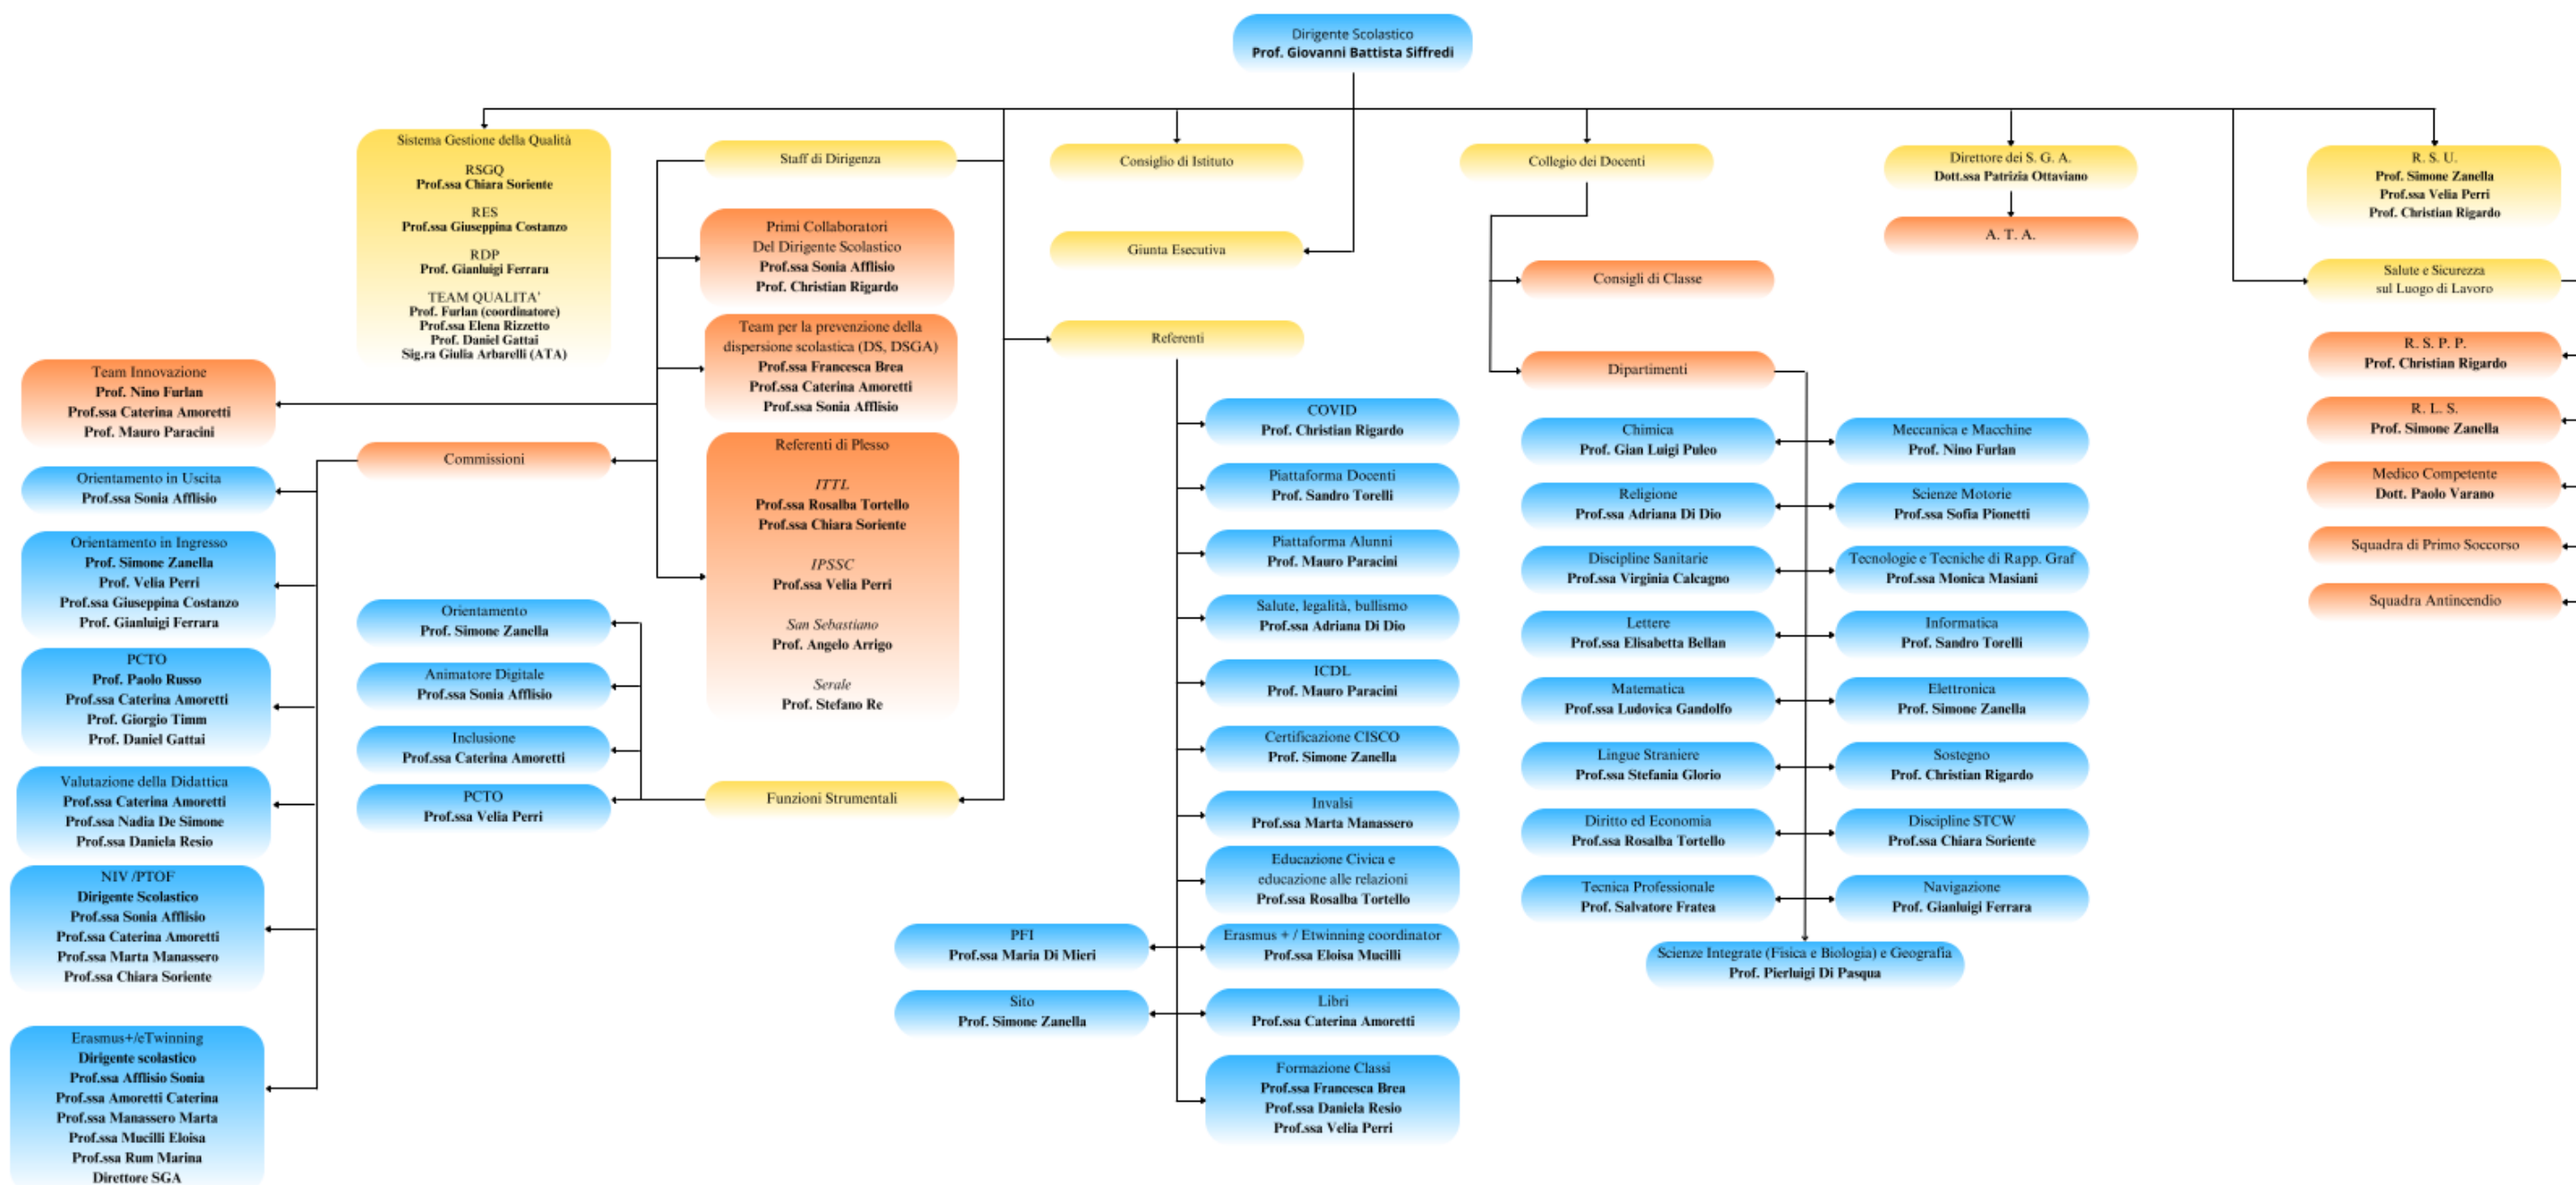 Dirigente Scolastico
Prof. Giovanni Battista Siffredi
Sistema Gestione della Qualità
RSGQ
Prof.ssa Chiara Soriente
RES
Prof.ssa Giuseppina Costanzo
RDP
Prof. Gianluigi Ferrara
TEAM QUALITA'
Prof. Furlan (coordinatore)
Prof.ssa Elena Rizzetto
Prof. Daniel Gattai
Sig.ra Giulia Arbarelli (ATA)
Staff di Dirigenza
Primi Collaboratori
Del Dirigente Scolastico
Prof.ssa Sonia Afflisio
Prof. Christian Rigardo
Team per la prevenzione della
dispersione scolastica (DS, DSGA)
Prof.ssa Francesca Brea
Prof.ssa Caterina Amoretti
Prof.ssa Sonia Afflisio
Referenti di Plesso
ITTL
Prof.ssa Rosalba Tortello
Prof.ssa Chiara Soriente
IPSSC
Prof.ssa Velia Perri
San Sebastiano
Prof. Angelo Arrigo
Serale
Prof. Stefano Re
Team Innovazione
Prof. Nino Furlan
Prof.ssa Caterina Amoretti
Prof. Mauro Paracini
Commissioni
Orientamento in Uscita
Prof.ssa Sonia Afflisio
Orientamento in Ingresso
Prof. Simone Zanella
Prof. Velia Perri
Prof.ssa Giuseppina Costanzo
Prof. Gianluigi Ferrara
PCTO
Prof. Paolo Russo
Prof.ssa Caterina Amoretti
Prof. Giorgio Timm
Prof. Daniel Gattai
Valutazione della Didattica
Prof.ssa Caterina Amoretti
Prof.ssa Nadia De Simone
Prof.ssa Daniela Resio
NIV /PTOF
Dirigente Scolastico
Prof.ssa Sonia Afflisio
Prof.ssa Caterina Amoretti
Prof.ssa Marta Manassero
Prof.ssa Chiara Soriente
Erasmus+/eTwinning
Dirigente scolastico
Prof.ssa Afflisio Sonia
Prof.ssa Amoretti Caterina
Prof.ssa Manassero Marta
Prof.ssa Mucilli Eloisa
Prof.ssa Rum Marina
Direttore SGA
Funzioni Strumentali
Orientamento
Prof. Simone Zanella
Animatore Digitale
Prof.ssa Sonia Afflisio
Inclusione
Prof.ssa Caterina Amoretti
PCTO
Prof.ssa Velia Perri
Consiglio di Istituto
Giunta Esecutiva
Referenti
COVID
Prof. Christian Rigardo
Piattaforma Docenti
Prof. Sandro Torelli
Piattaforma Alunni
Prof. Mauro Paracini
Salute, legalità, bullismo
Prof.ssa Adriana Di Dio
ICDL
Prof. Mauro Paracini
Certificazione CISCO
Prof. Simone Zanella
Invalsi
Prof.ssa Marta Manassero
Educazione Civica e
educazione alle relazioni
Prof.ssa Rosalba Tortello
PFI
Prof.ssa Maria Di Mieri
Erasmus + / Etwinning coordinator
Prof.ssa Eloisa Mucilli
Sito
Prof. Simone Zanella
Libri
Prof.ssa Caterina Amoretti
Formazione Classi
Prof.ssa Francesca Brea
Prof.ssa Daniela Resio
Prof.ssa Velia Perri
Collegio dei Docenti
Consigli di Classe
Dipartimenti
Chimica
Prof. Gian Luigi Puleo
Meccanica e Macchine
Prof. Nino Furlan
Religione
Prof.ssa Adriana Di Dio
Scienze Motorie
Prof.ssa Sofia Pionetti
Discipline Sanitarie
Prof.ssa Virginia Calcagno
Tecnologie e Tecniche di Rapp. Graf
Prof.ssa Monica Masiani
Lettere
Prof.ssa Elisabetta Bellan
Informatica
Prof. Sandro Torelli
Matematica
Prof.ssa Ludovica Gandolfo
Elettronica
Prof. Simone Zanella
Lingue Straniere
Prof.ssa Stefania Glorio
Sostegno
Prof. Christian Rigardo
Diritto ed Economia
Prof.ssa Rosalba Tortello
Discipline STCW
Prof.ssa Chiara Soriente
Tecnica Professionale
Prof. Salvatore Fratea
Navigazione
Prof. Gianluigi Ferrara
Scienze Integrate (Fisica e Biologia) e Geografia
Prof. Pierluigi Di Pasqua
Direttore dei S. G. A.
Dott.ssa Patrizia Ottaviano
A. T. A.
R. S. U.
Prof. Simone Zanella
Prof.ssa Velia Perri
Prof. Christian Rigardo
Salute e Sicurezza
sul Luogo di Lavoro
R. S. P. P.
Prof. Christian Rigardo
R. L. S.
Prof. Simone Zanella
Medico Competente
Dott. Paolo Varano
Squadra di Primo Soccorso
Squadra Antincendio